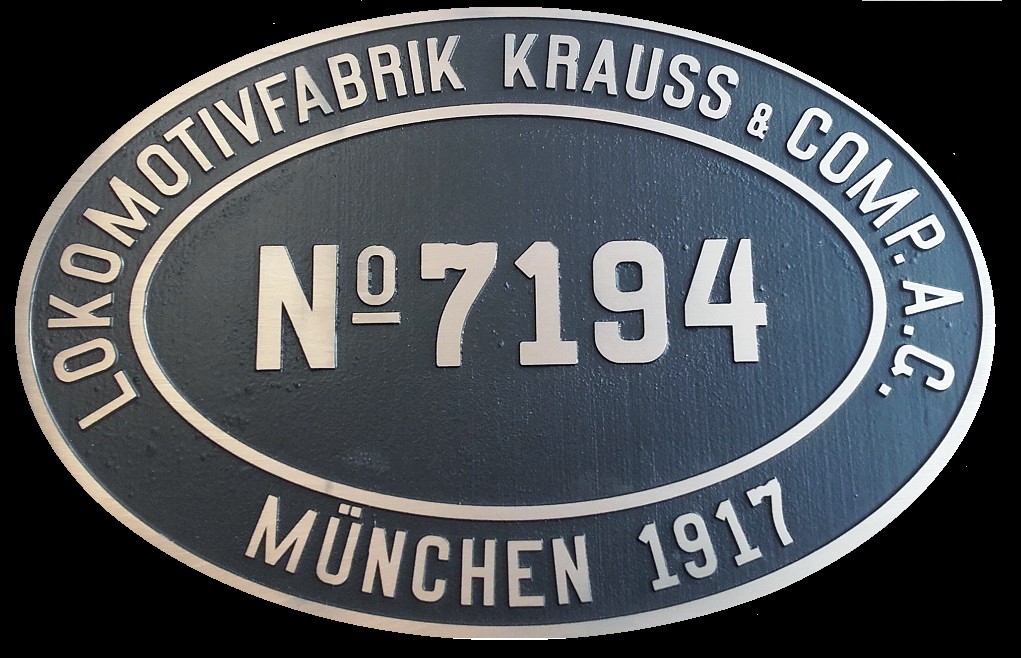 LOKOMOTIVFABRIK KRAUSS & COMP. A.G.
Nº 7194
MÜNCHEN 1917